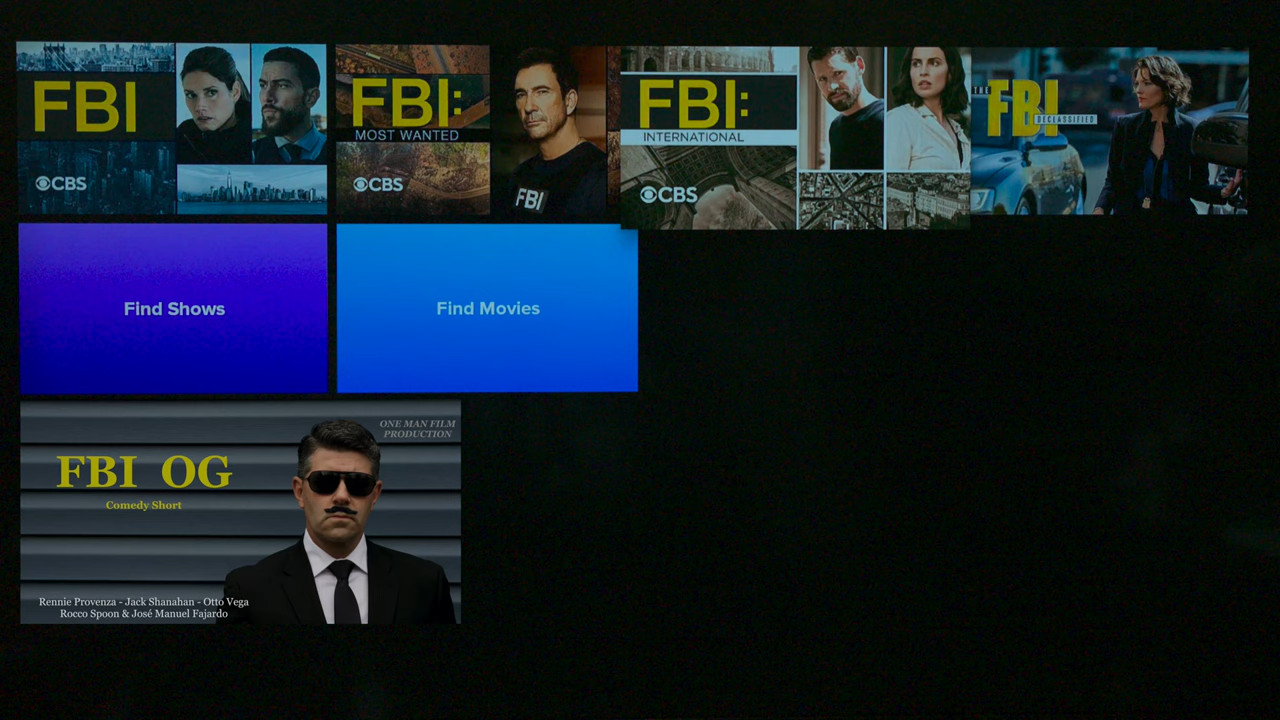 FBI
CBS
FBI:
MOST WANTED
CBS
FBI
FBI:
INTERNATIONAL
CBS
THE
FBI
DECLASSIFIED
Find Shows
Find Movies
ONE MAN FILM
PRODUCTION
FBI OG
Comedy Short
Rennie Provenza - Jack Shanahan - Otto Vega
Rocco Spoon & José Manuel Fajardo